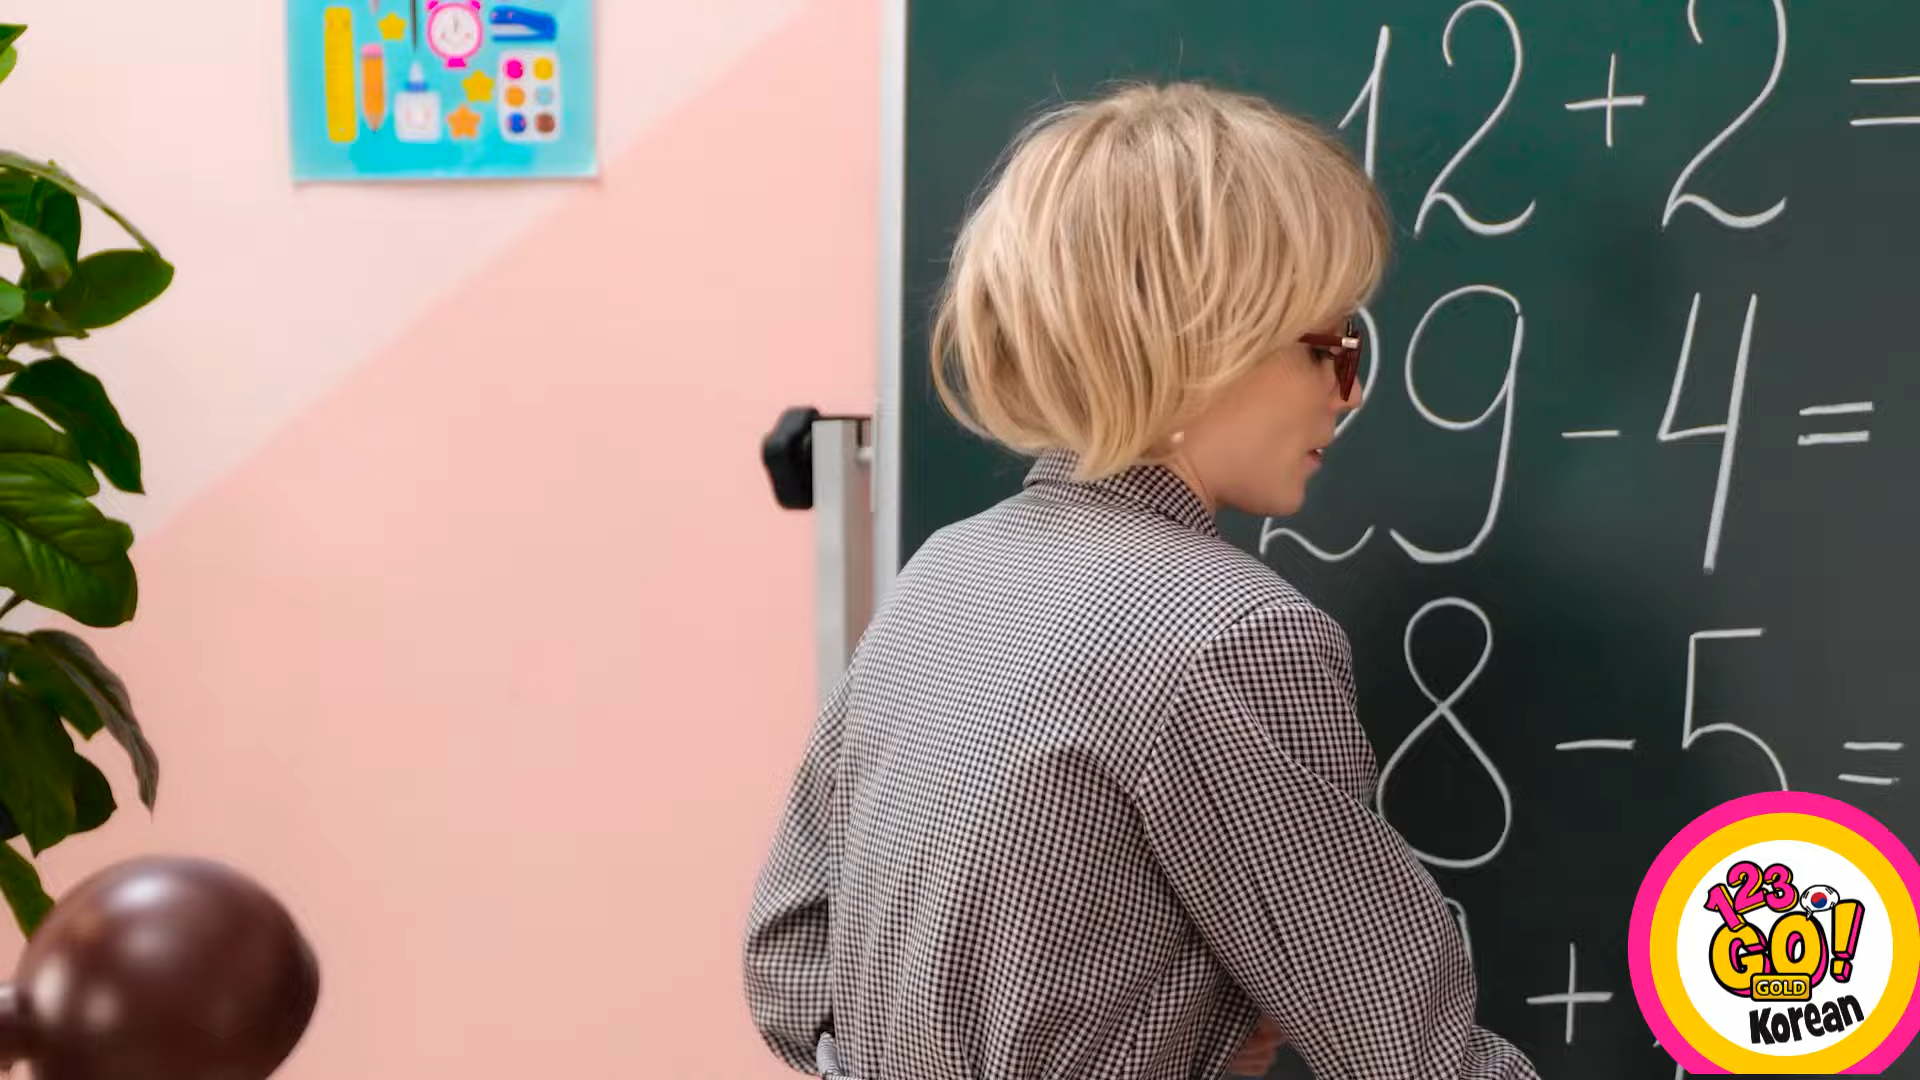 12 + 2 =
29 - 4 =
8 - 5 =
+
123
GO!
GOLD
Korean